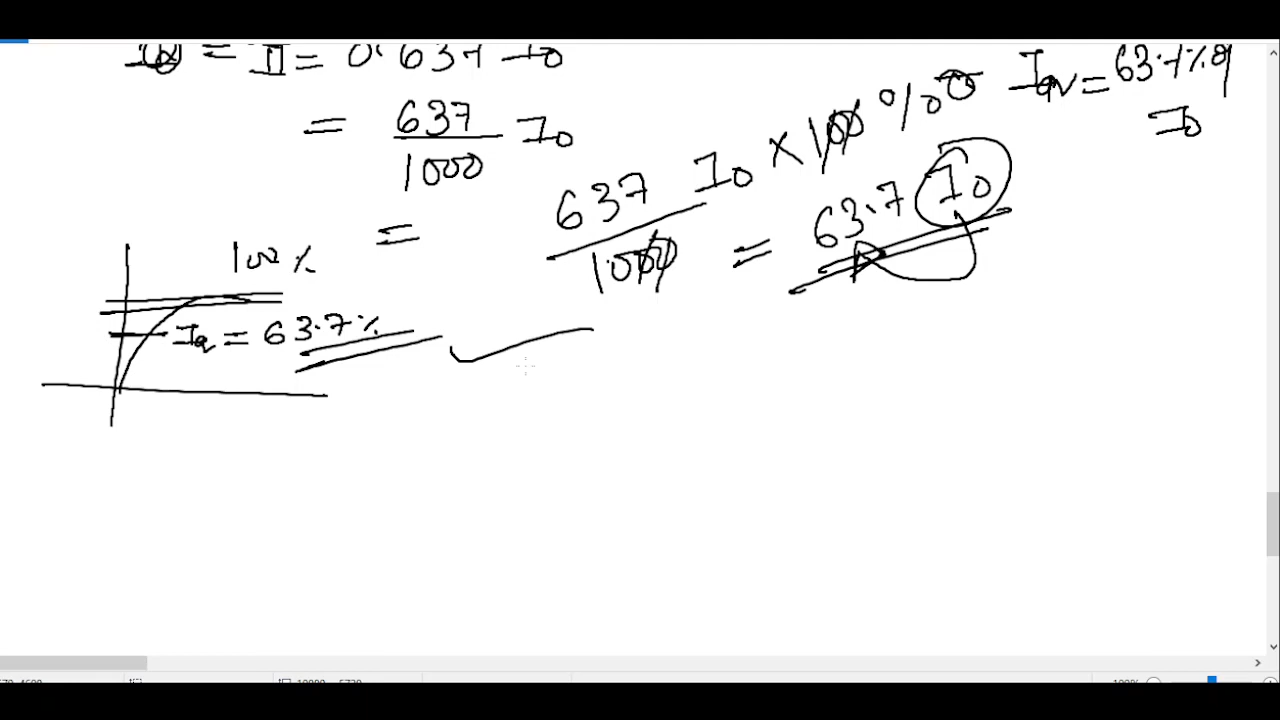 = II = 0.637 I0
= 637/1000 I0
= 637/1000 I0 × 100% = 63.7 I0
Iav = 63.7% of
I0
100%
Ia = 63.7%